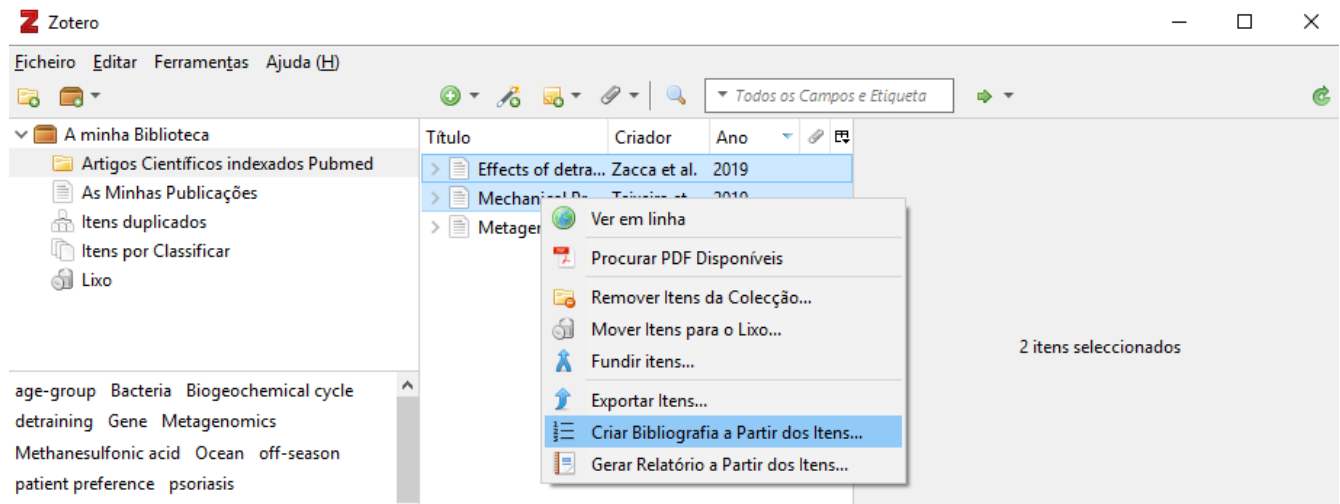 Zotero
Ficheiro Editar Ferramentas Ajuda (H)
Todos os Campos e Etiqueta
A minha Biblioteca
Artigos Científicos indexados Pubmed
As Minhas Publicações
Itens duplicados
Itens por Classificar
Lixo
Título Criador Ano
Effects of detra... Zacca et al. 2019
Mechanical Pr... Teixeira et ... 2019
Metagen
Ver em linha
Procurar PDF Disponíveis
Remover Itens da Colecção...
Mover Itens para o Lixo...
Fundir itens...
Exportar Itens...
Criar Bibliografia a Partir dos Itens...
Gerar Relatório a Partir dos Itens...
2 itens seleccionados
age-group Bacteria Biogeochemical cycle
detraining Gene Metagenomics
Methanesulfonic acid Ocean off-season
patient preference psoriasis